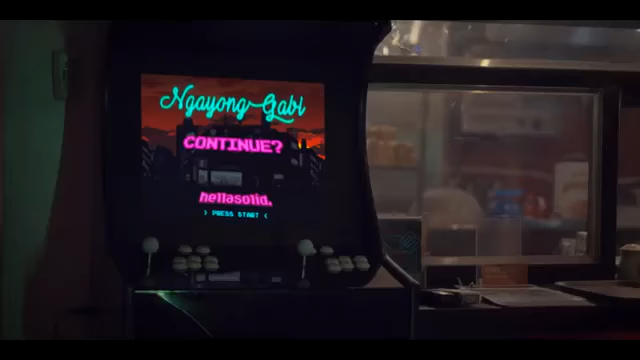 Ngayong Gabi
CONTINUE?
hellasolid.
> PRESS START <